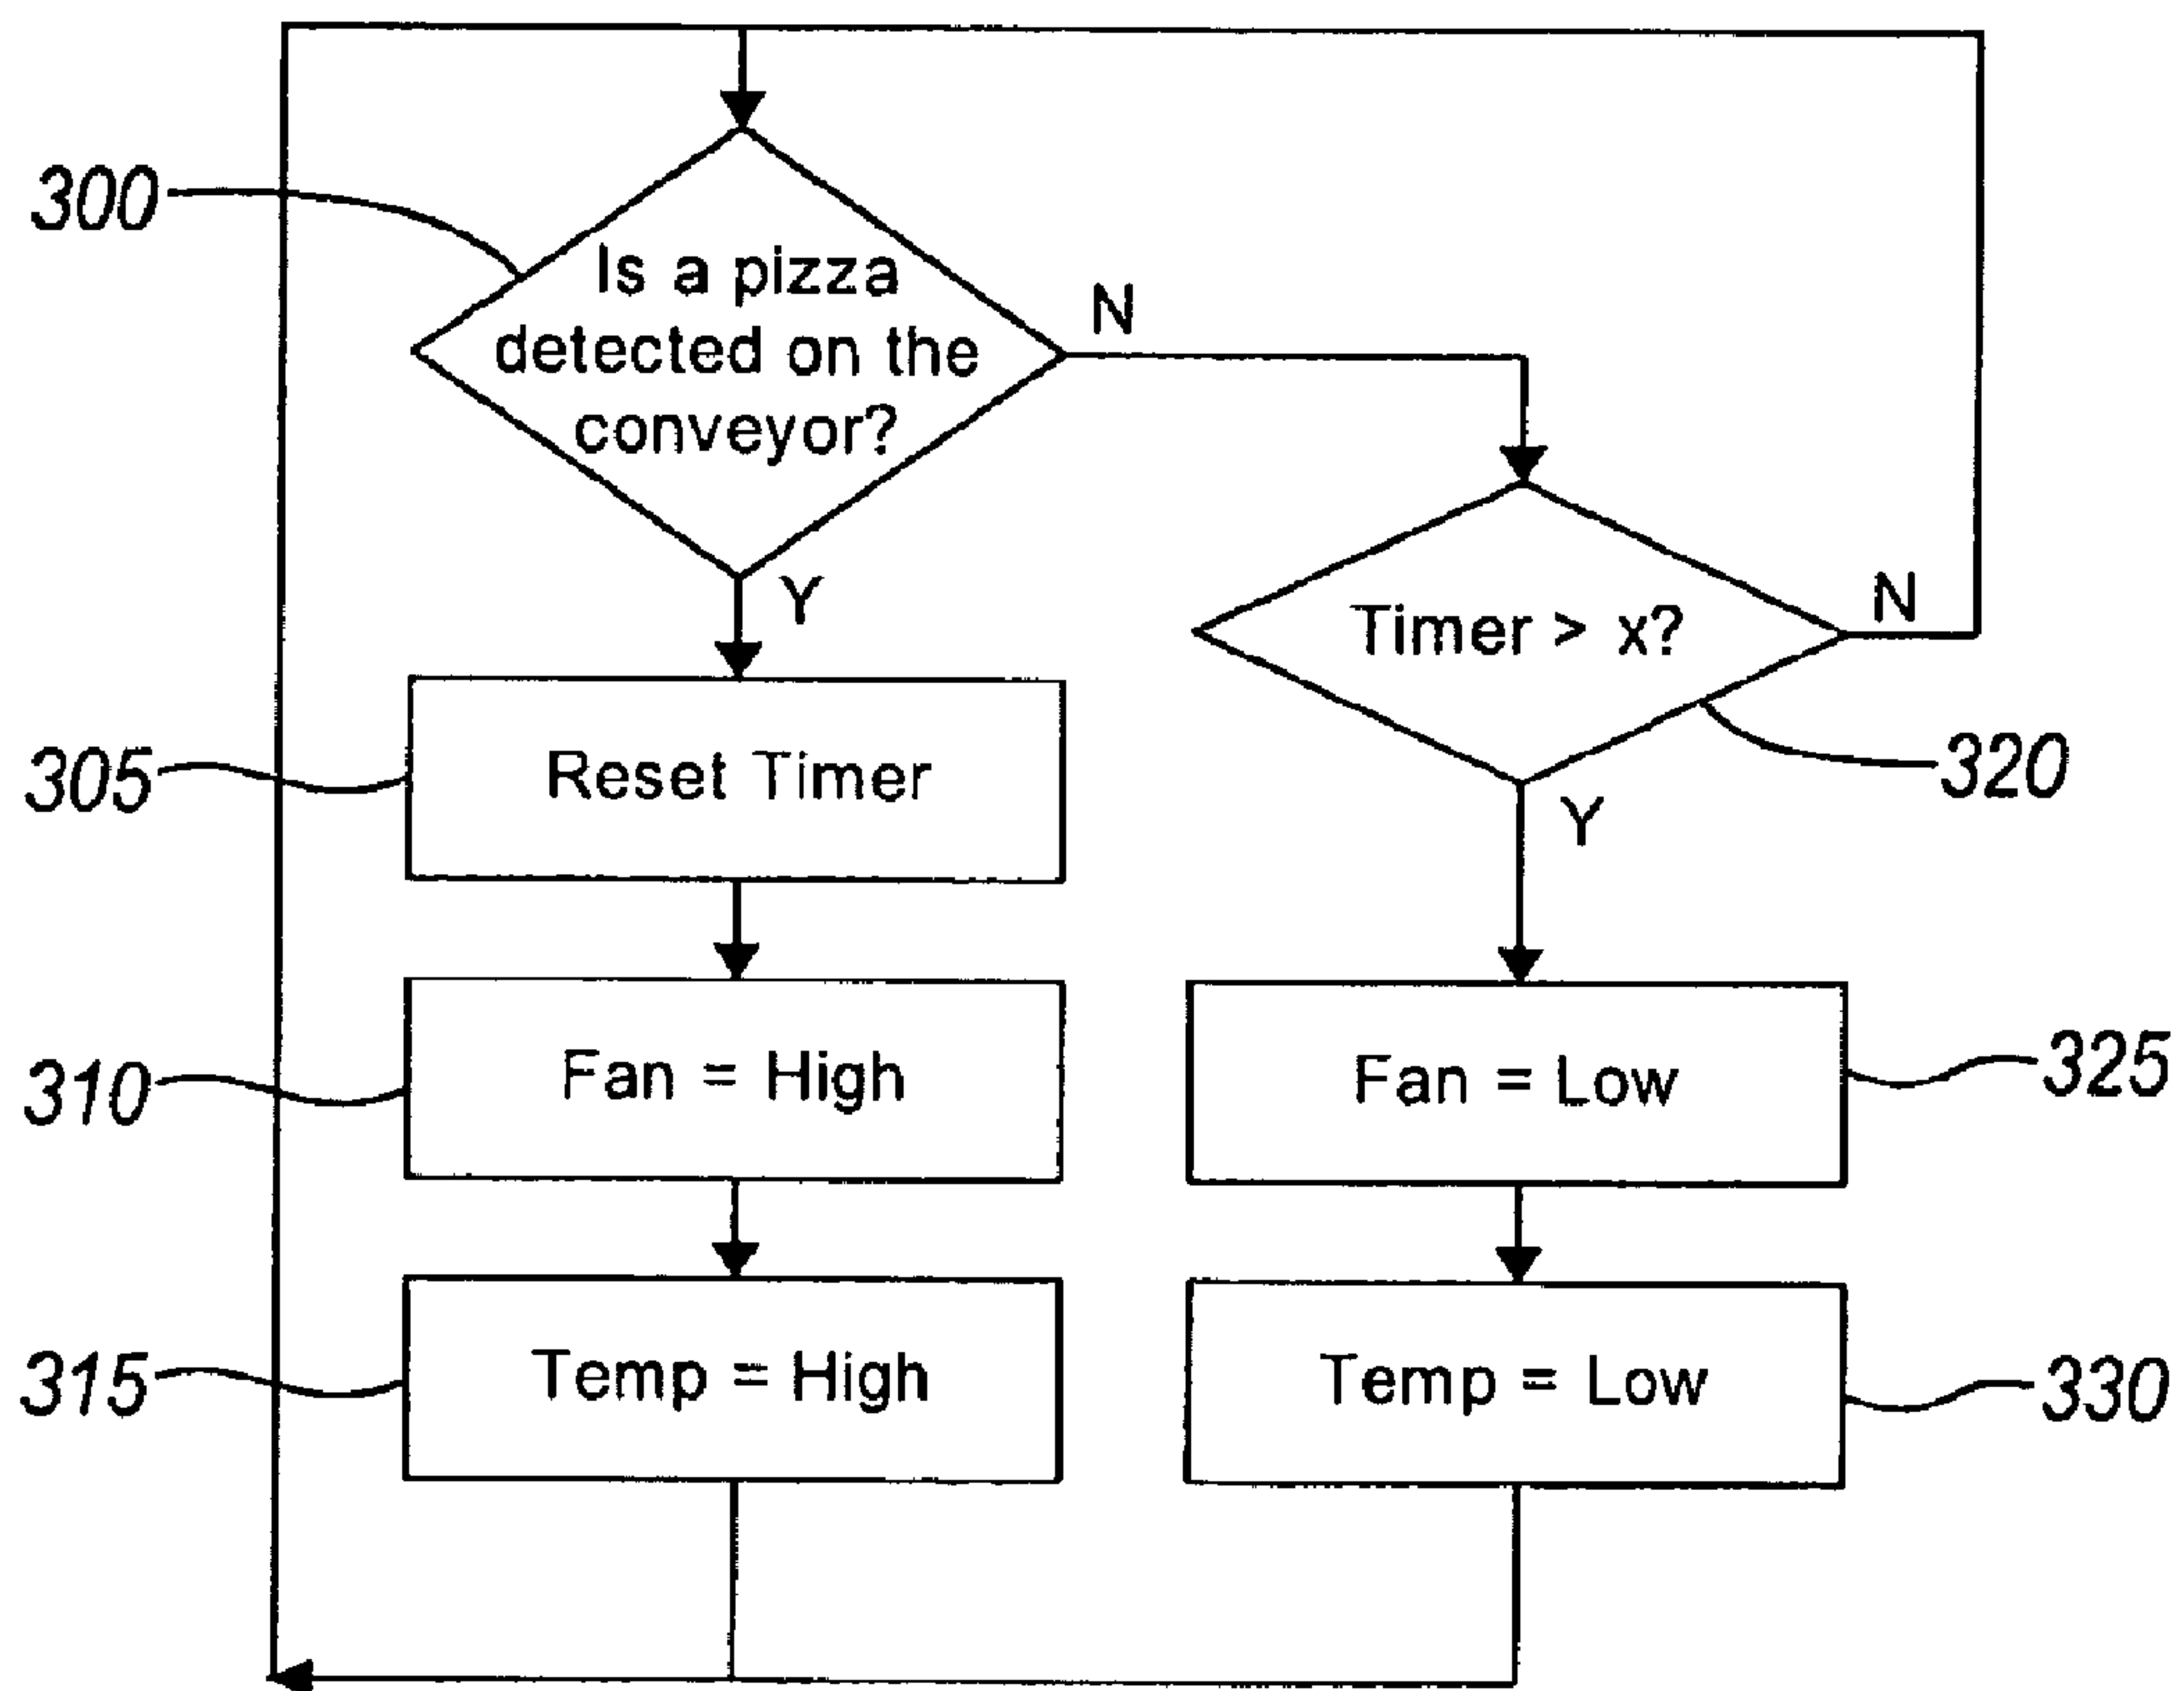 300
Is a pizza
detected on the
conveyor?
N
Y
Timer > x?
N
305
Reset Timer
320
Y
310
Fan = High
Fan = Low
325
315
Temp = High
Temp = Low
330